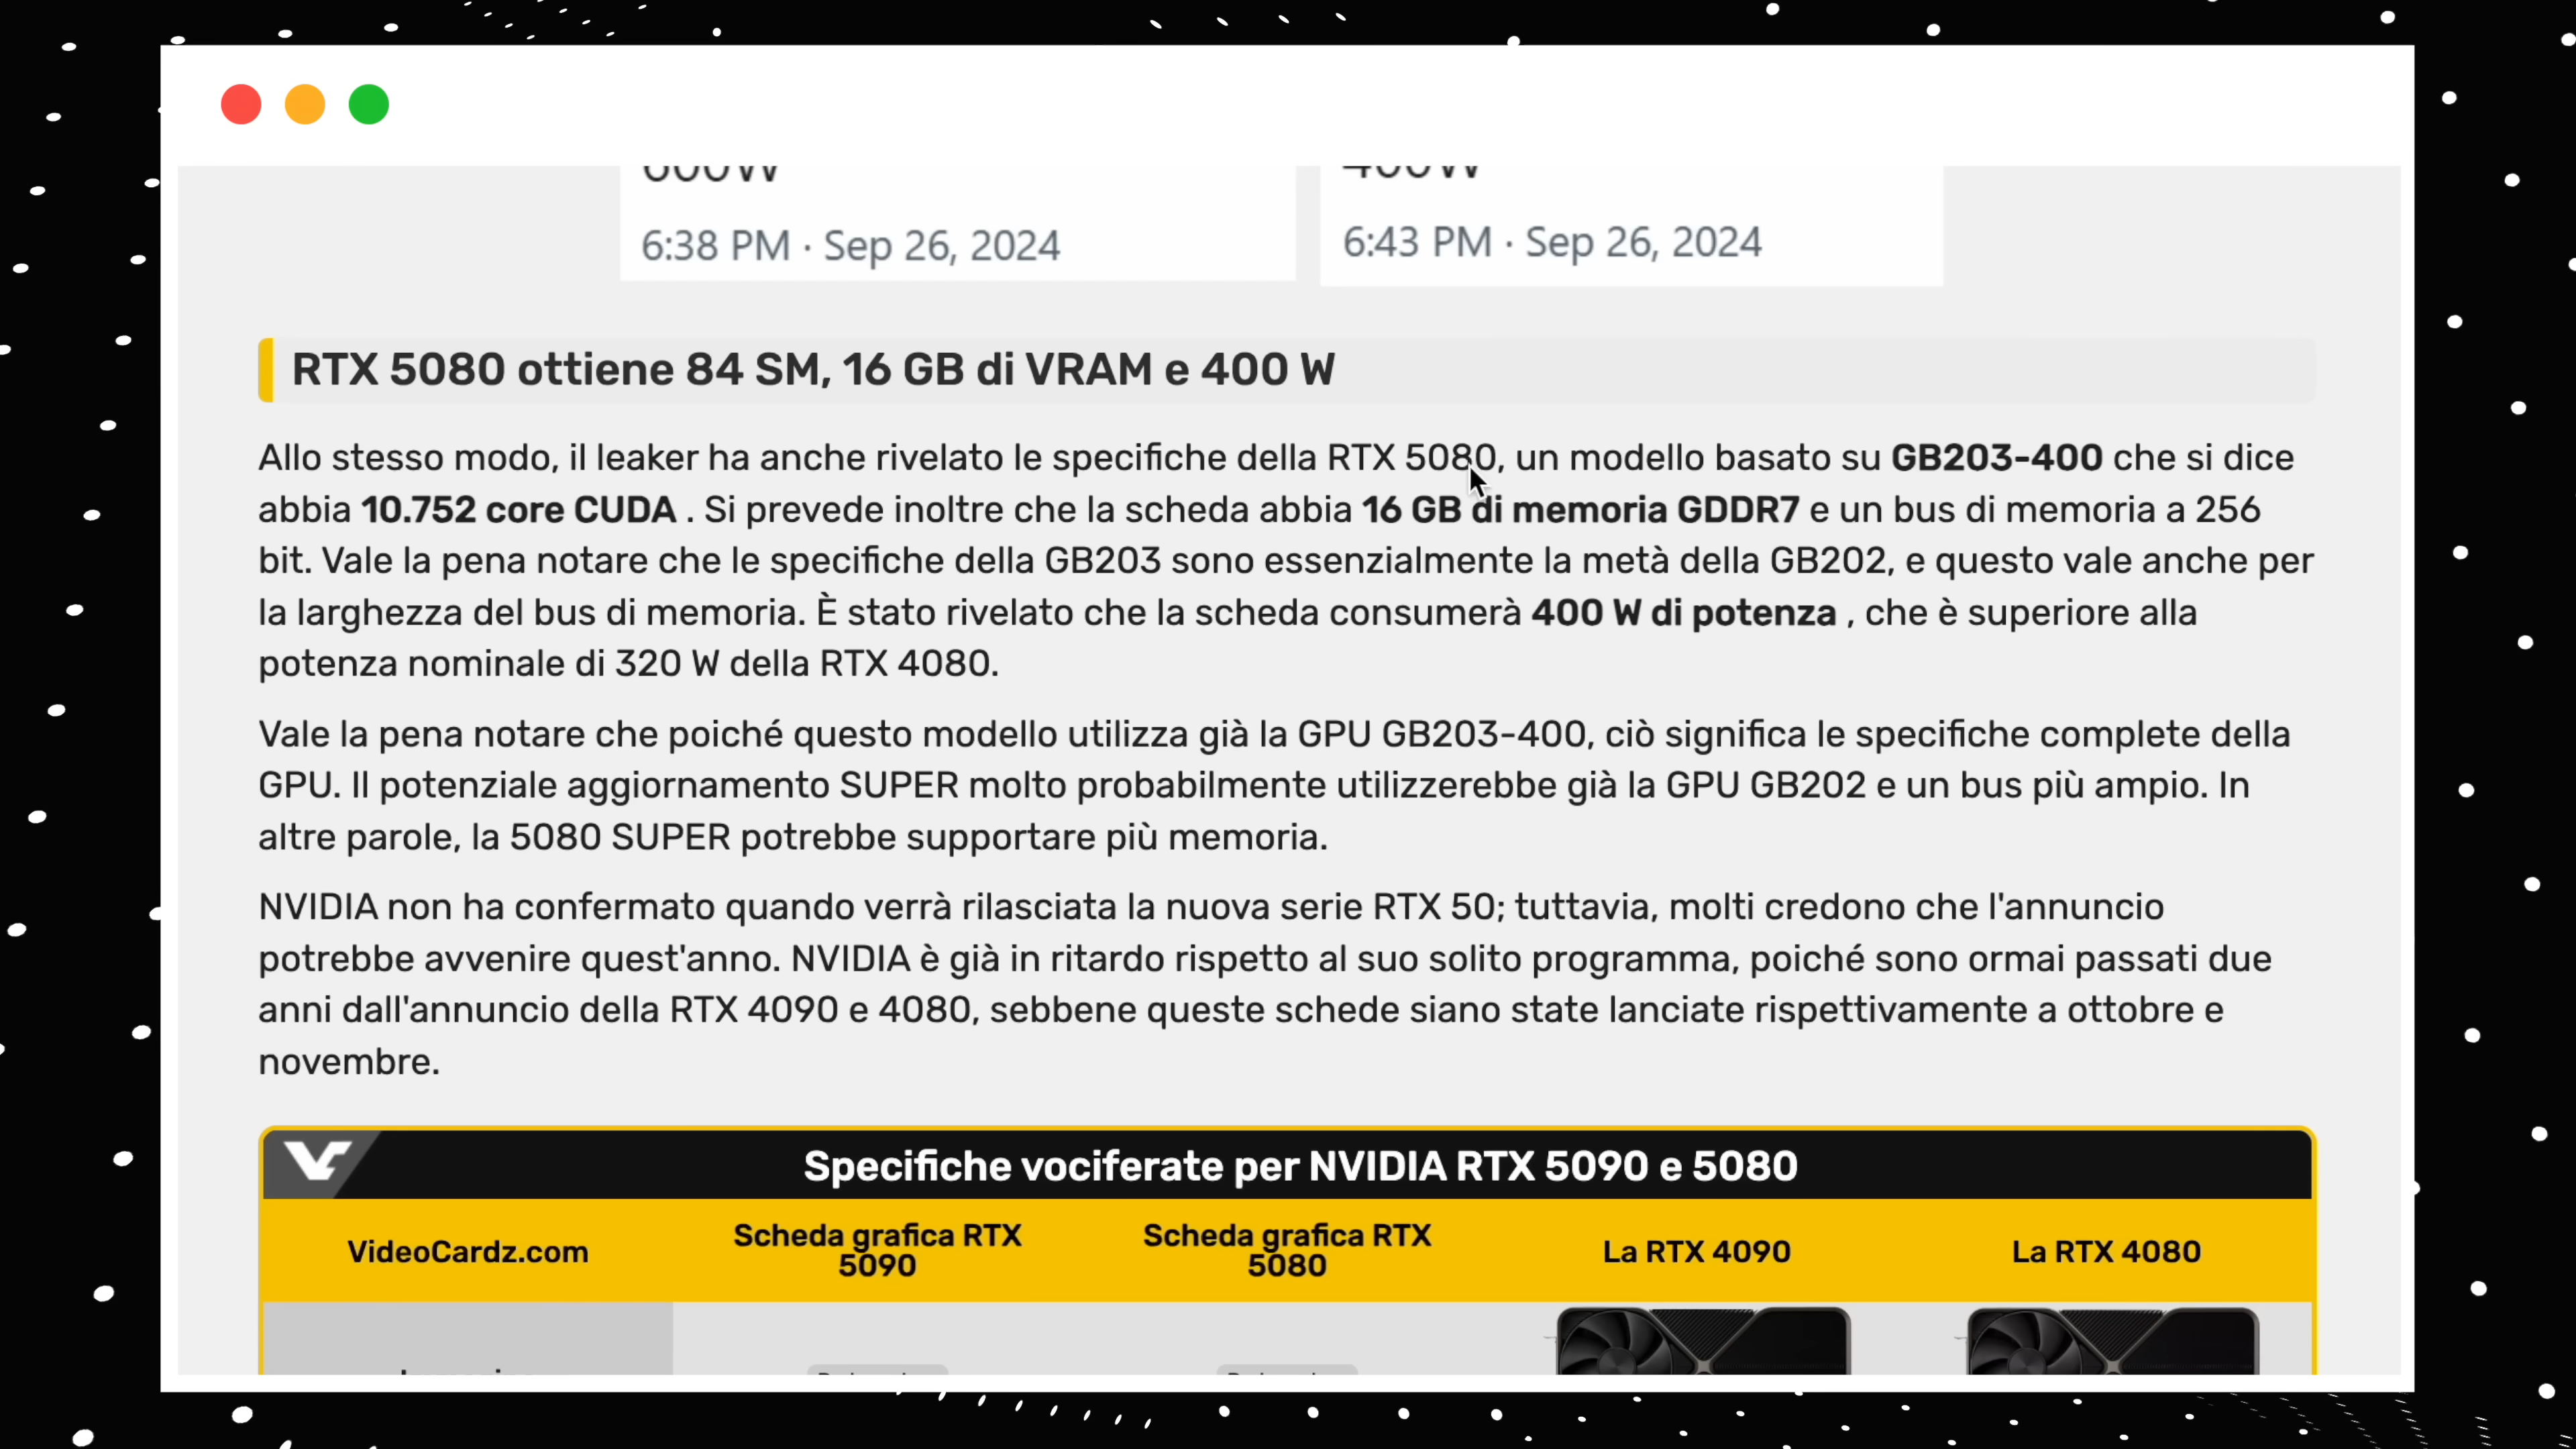 600W
400W
6:38 PM · Sep 26, 2024
6:43 PM · Sep 26, 2024
RTX 5080 ottiene 84 SM, 16 GB di VRAM e 400 W
Allo stesso modo, il leaker ha anche rivelato le specifiche della RTX 5080, un modello basato su GB203-400 che si dice
abbia 10.752 core CUDA . Si prevede inoltre che la scheda abbia 16 GB di memoria GDDR7 e un bus di memoria a 256
bit. Vale la pena notare che le specifiche della GB203 sono essenzialmente la metà della GB202, e questo vale anche per
la larghezza del bus di memoria. È stato rivelato che la scheda consumerà 400 W di potenza , che è superiore alla
potenza nominale di 320 W della RTX 4080.
Vale la pena notare che poiché questo modello utilizza già la GPU GB203-400, ciò significa le specifiche complete della
GPU. Il potenziale aggiornamento SUPER molto probabilmente utilizzerebbe già la GPU GB202 e un bus più ampio. In
altre parole, la 5080 SUPER potrebbe supportare più memoria.
NVIDIA non ha confermato quando verrà rilasciata la nuova serie RTX 50; tuttavia, molti credono che l'annuncio
potrebbe avvenire quest'anno. NVIDIA è già in ritardo rispetto al suo solito programma, poiché sono ormai passati due
anni dall'annuncio della RTX 4090 e 4080, sebbene queste schede siano state lanciate rispettivamente a ottobre e
novembre.
Specifiche vociferate per NVIDIA RTX 5090 e 5080
VideoCardz.com
Scheda grafica RTX
5090
Scheda grafica RTX
5080
La RTX 4090
La RTX 4080